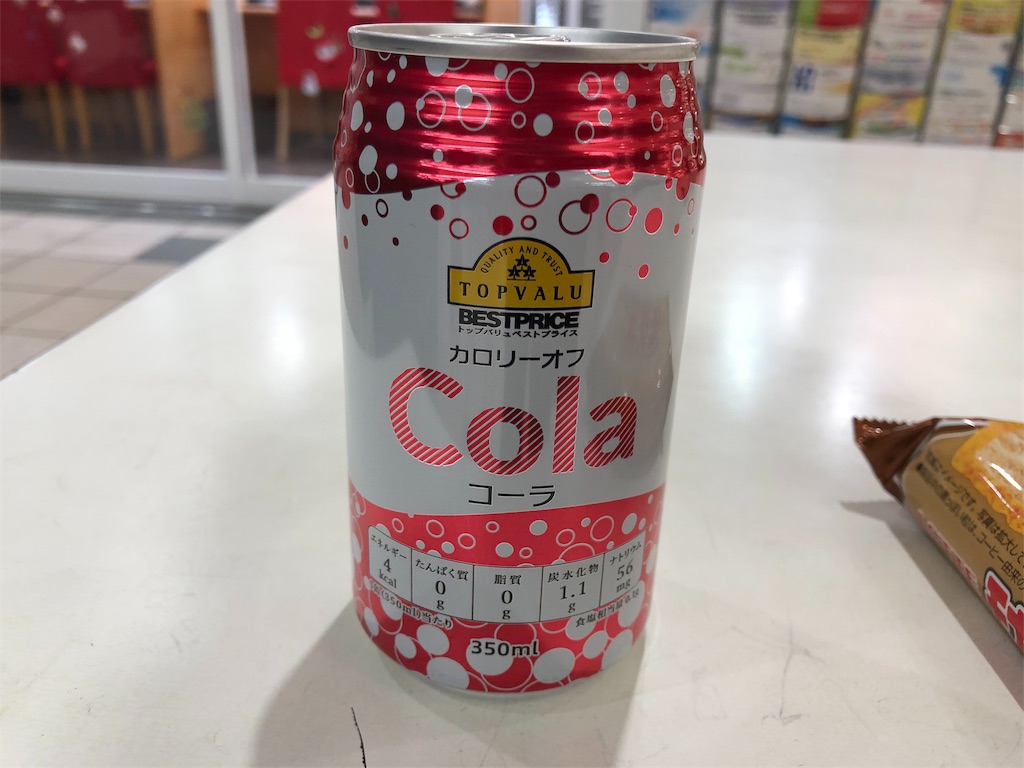 QUALITY AND TRUST
TOPVALU
BESTPRICE
トップバリュベストプライス
カロリーオフ
Cola
コーラ
エネルギー
4
kcal
たんぱく質
0
g
脂質
0
g
炭水化物
1.1
g
ナトリウム
56
mg
(350ml)当たり
食塩相当量0.1g
350ml